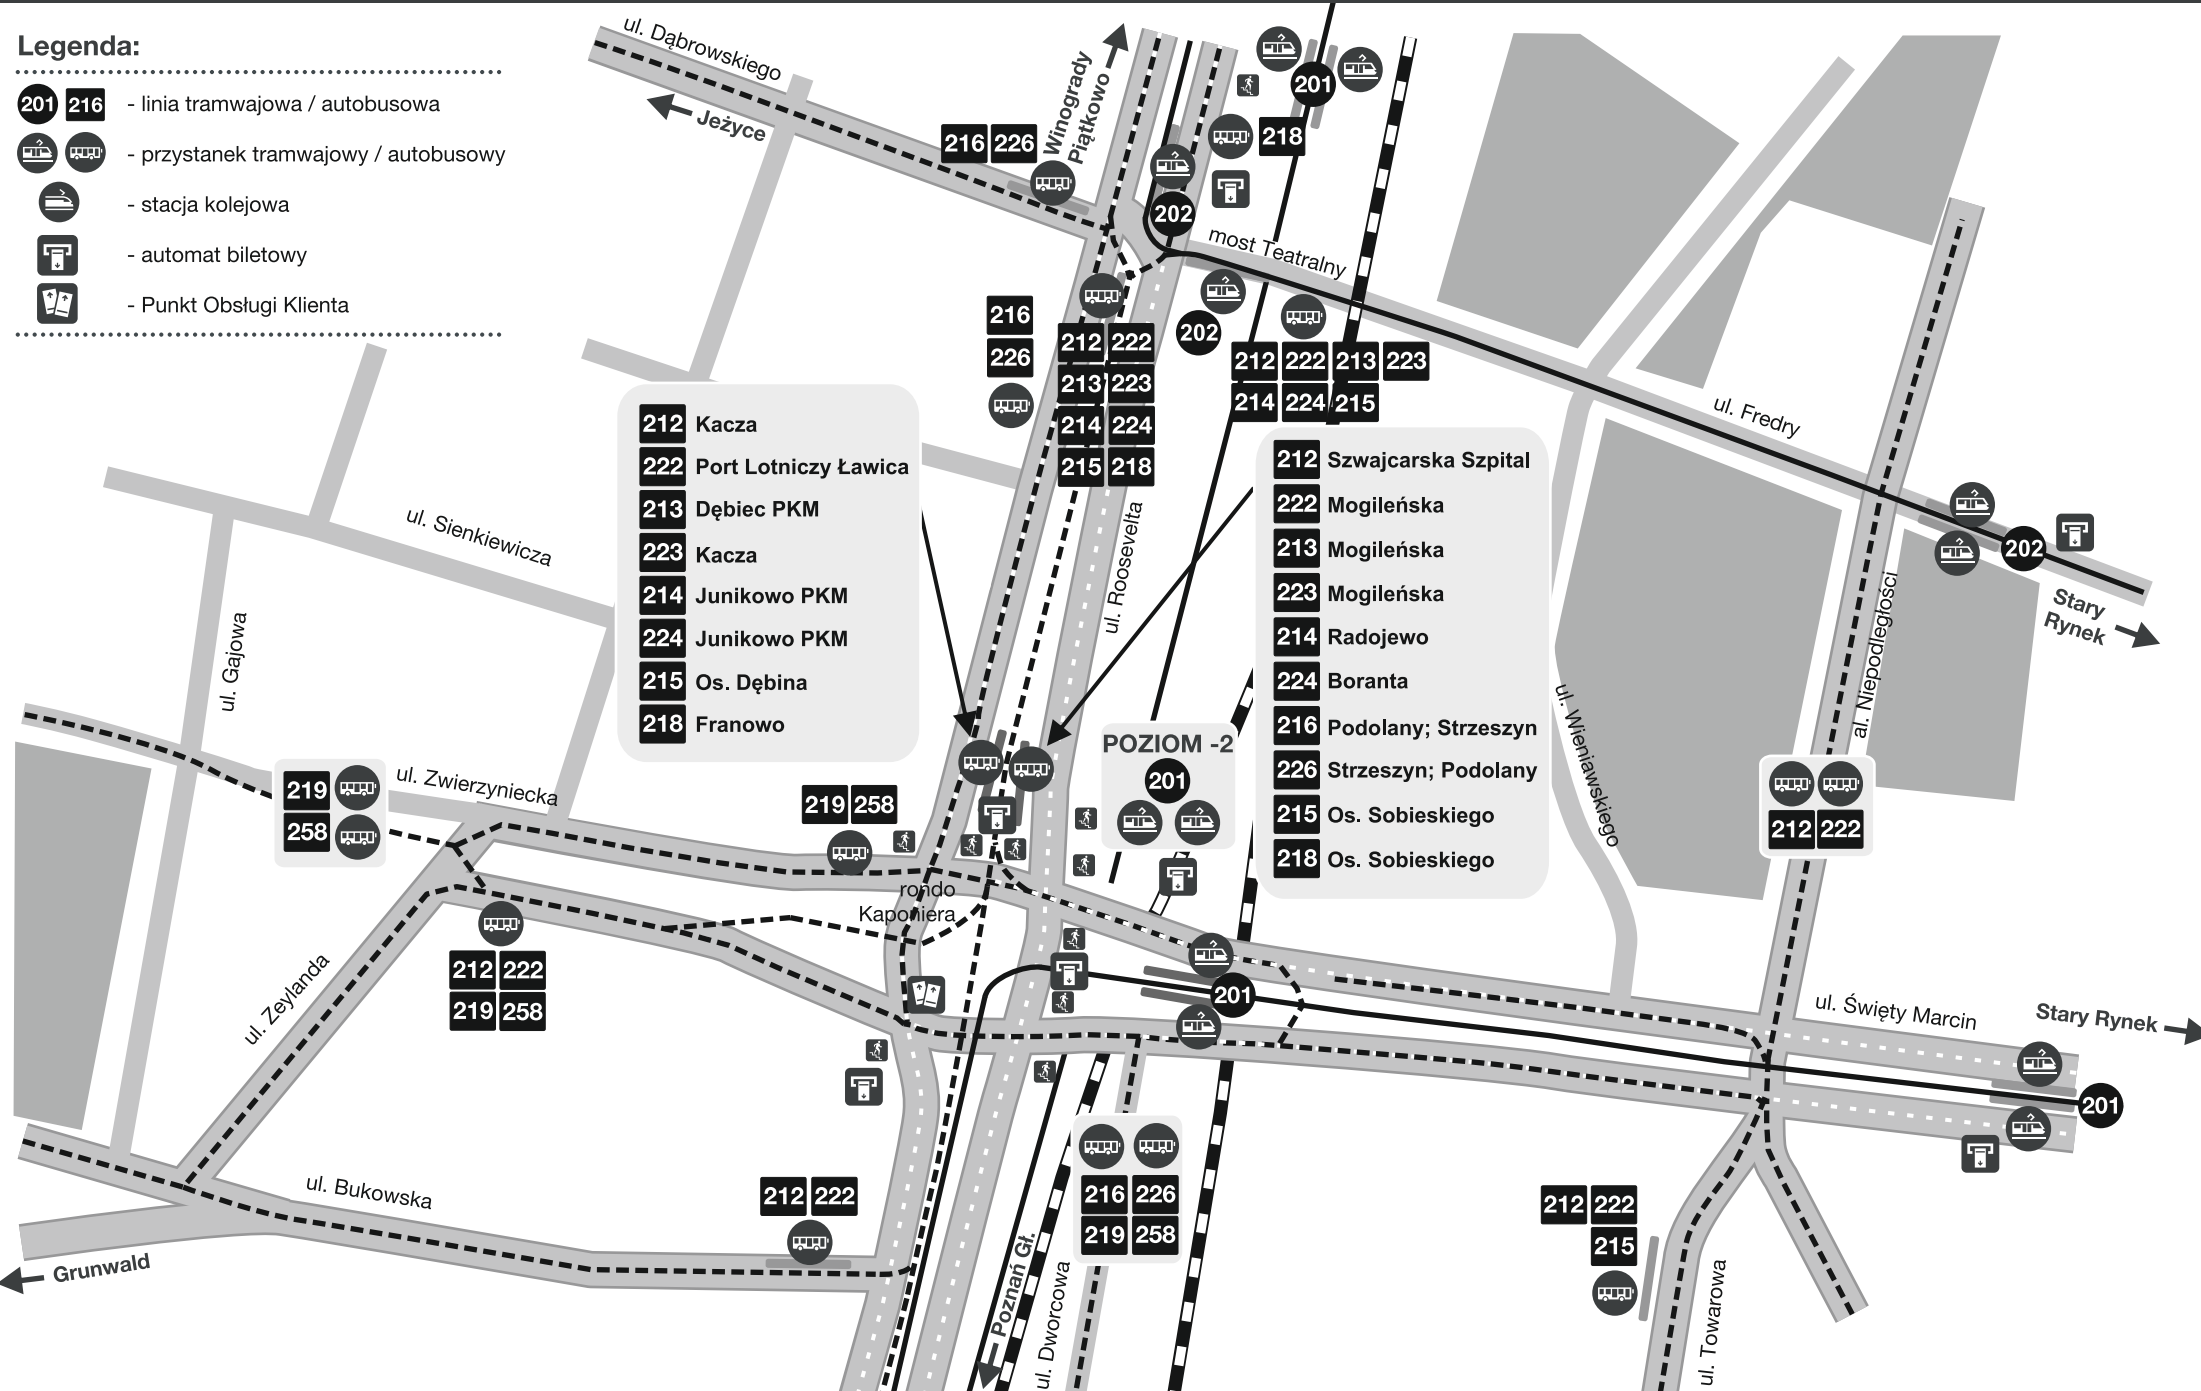 Legenda:
201 216 - linia tramwajowa / autobusowa
- przystanek tramwajowy / autobusowy
- stacja kolejowa
- automat biletowy
- Punkt Obsługi Klienta
ul. Dąbrowskiego
Jeżyce
216 226
Winogrady
Piątkowo
201
218
202
most Teatralny
202
216
226
212 222
213 223
214 224
215 218
212 222 213 223
214 224 215
ul. Fredry
202
Stary
Rynek
212 Kacza
222 Port Lotniczy Ławica
213 Dębiec PKM
223 Kacza
214 Junikowo PKM
224 Junikowo PKM
215 Os. Dębina
218 Franowo
212 Szwajcarska Szpital
222 Mogileńska
213 Mogileńska
223 Mogileńska
214 Radojewo
224 Boranta
216 Podolany; Strzeszyn
226 Strzeszyn; Podolany
215 Os. Sobieskiego
218 Os. Sobieskiego
ul. Sienkiewicza
ul. Gajowa
ul. Roosevelta
ul. Wieniawskiego
al. Niepodległości
212 222
POZIOM -2
201
219
258
ul. Zwierzyniecka
219 258
rondo
Kaponiera
212 222
219 258
ul. Zeylanda
201
ul. Święty Marcin
Stary Rynek
201
ul. Bukowska
Grunwald
212 222
216 226
219 258
Poznań Gł.
ul. Dworcowa
212 222
215
ul. Towarowa